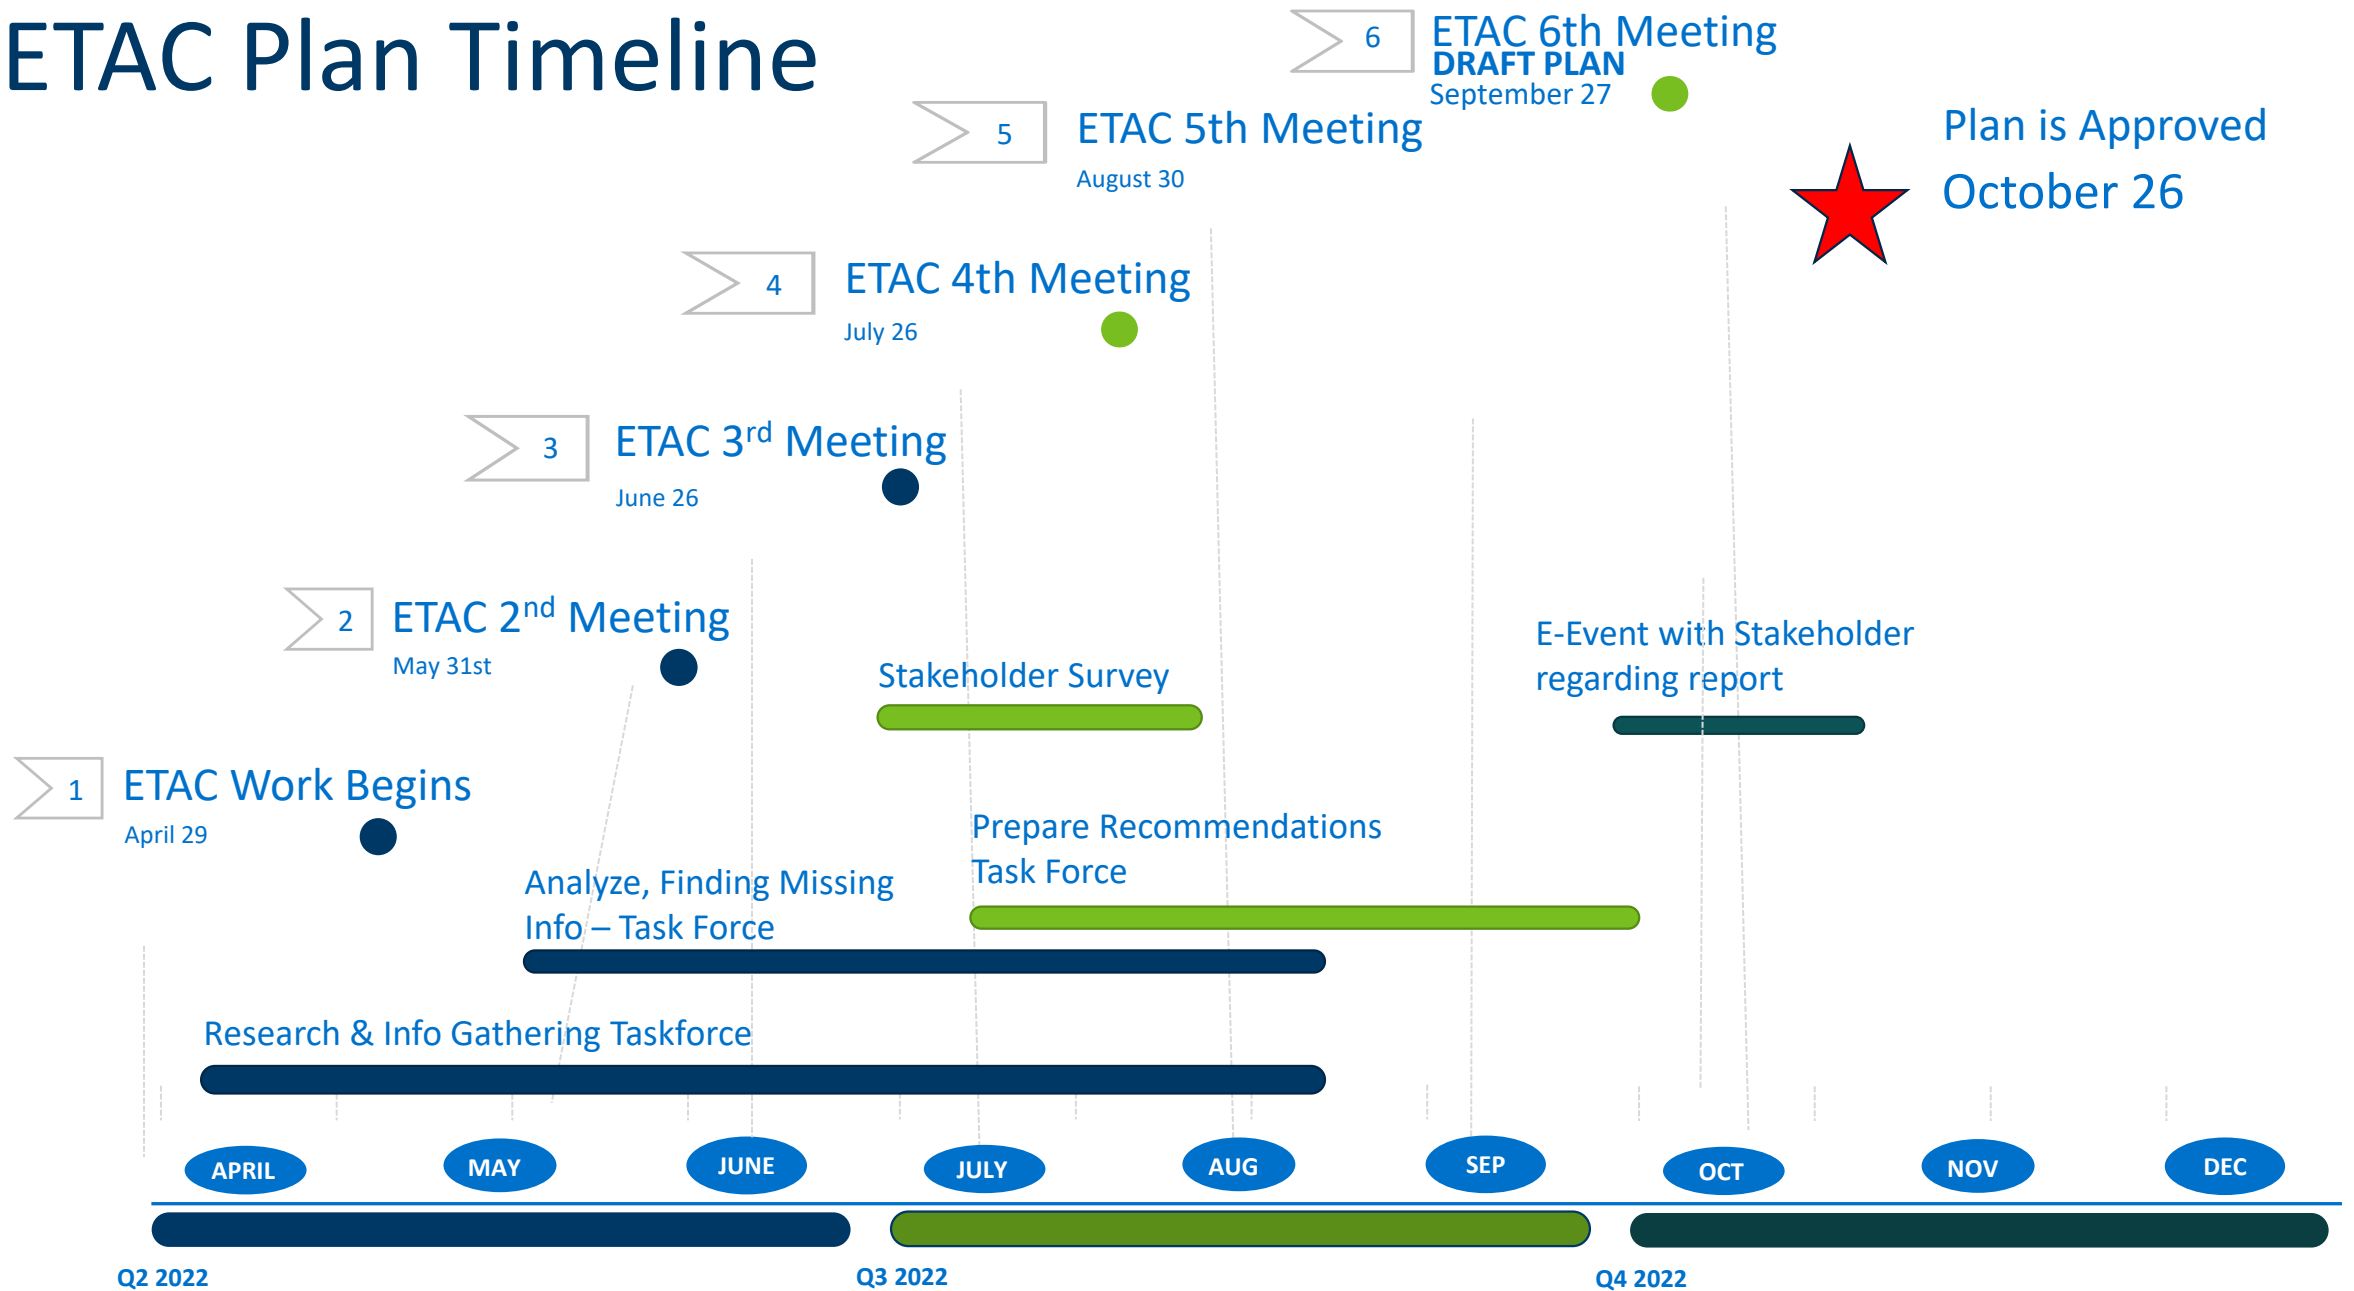 ETAC Plan Timeline
6
ETAC 6th Meeting
DRAFT PLAN
September 27
5
ETAC 5th Meeting
August 30
Plan is Approved
October 26
4
ETAC 4th Meeting
July 26
3
ETAC 3rd Meeting
June 26
2
ETAC 2nd Meeting
May 31st
Stakeholder Survey
E-Event with Stakeholder
regarding report
1
ETAC Work Begins
April 29
Prepare Recommendations
Task Force
Analyze, Finding Missing
Info – Task Force
Research & Info Gathering Taskforce
APRIL
MAY
JUNE
JULY
AUG
SEP
OCT
NOV
DEC
Q2 2022
Q3 2022
Q4 2022